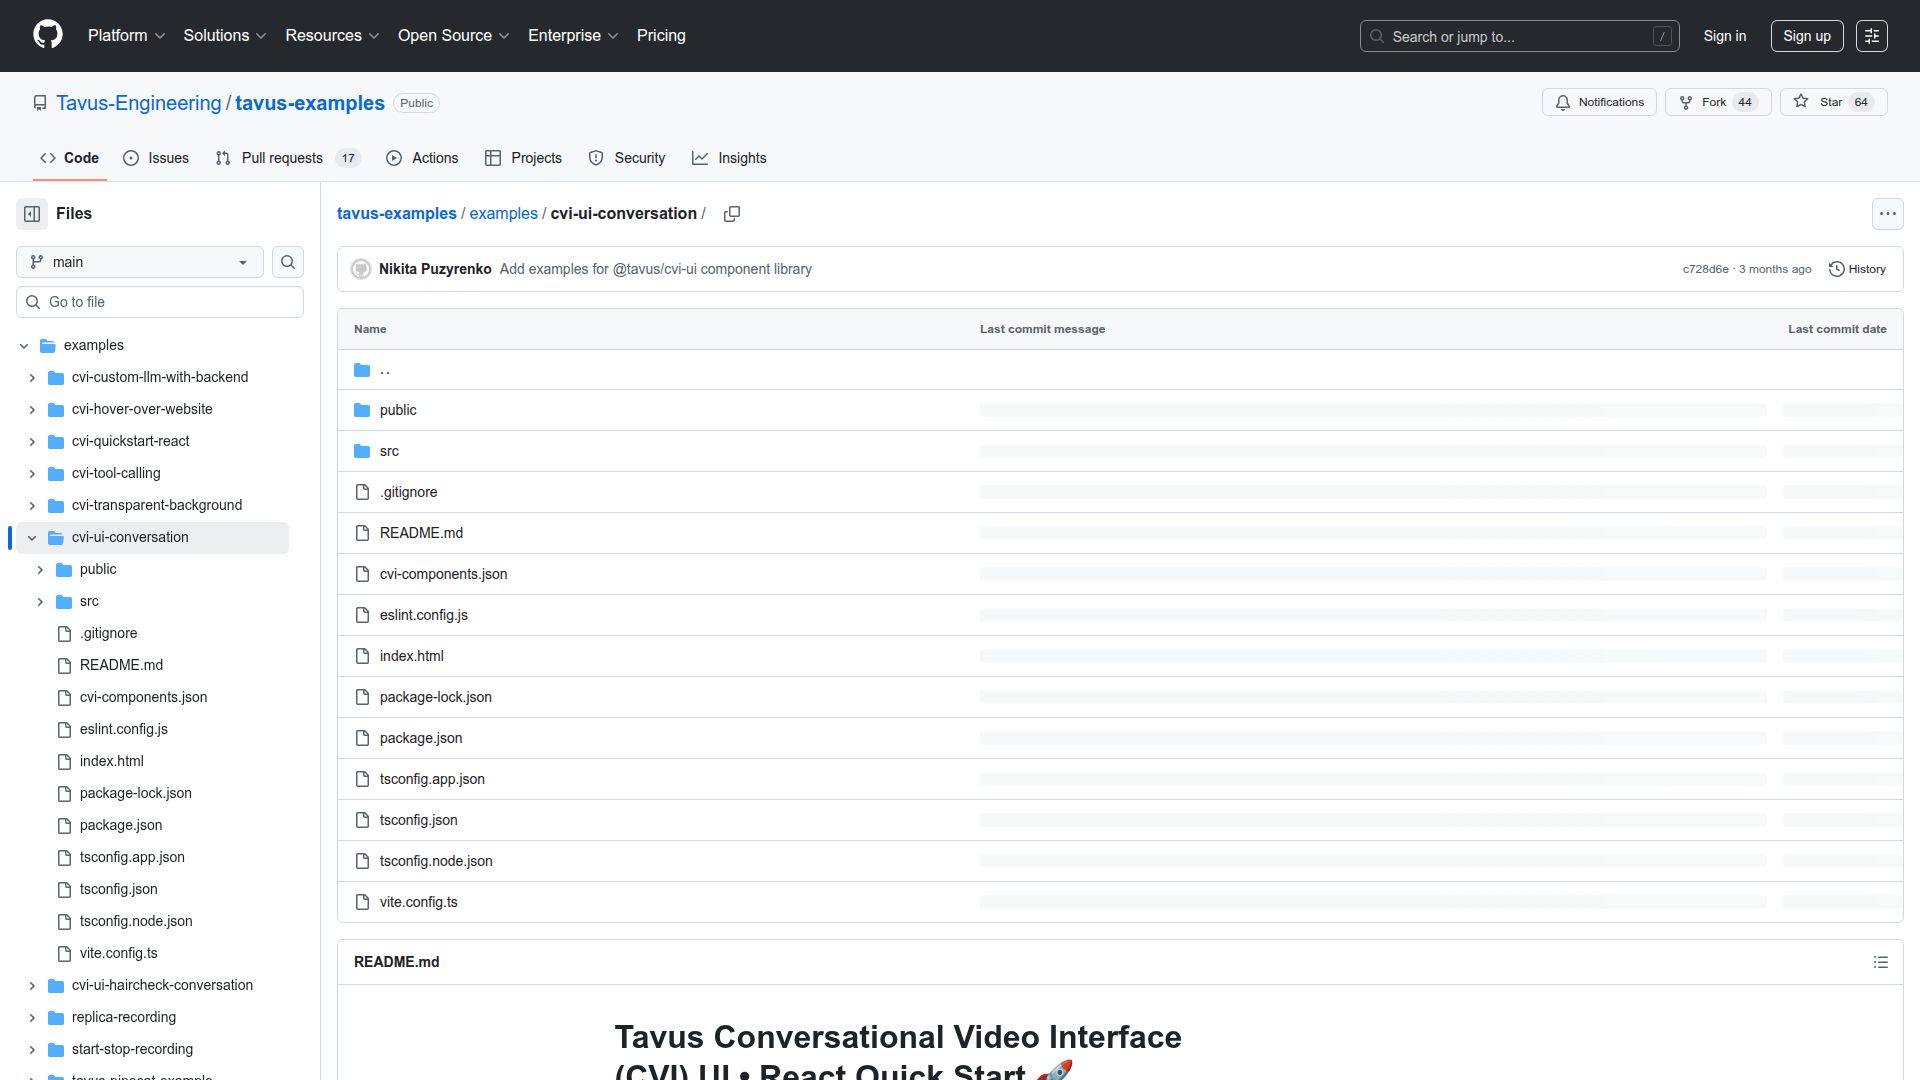 Platform Solutions Resources Open Source Enterprise Pricing Search or jump to... / Sign in Sign up
Tavus-Engineering / tavus-examples Public Notifications Fork 44 Star 64
Code Issues Pull requests 17 Actions Projects Security Insights
Files
main
Go to file
examples
cvi-custom-llm-with-backend
cvi-hover-over-website
cvi-quickstart-react
cvi-tool-calling
cvi-transparent-background
cvi-ui-conversation
public
src
.gitignore
README.md
cvi-components.json
eslint.config.js
index.html
package-lock.json
package.json
tsconfig.app.json
tsconfig.json
tsconfig.node.json
vite.config.ts
cvi-ui-haircheck-conversation
replica-recording
start-stop-recording
tavus-pipecat-example
tavus-examples / examples / cvi-ui-conversation /
Nikita Puzyrenko Add examples for @tavus/cvi-ui component library c728d6e · 3 months ago History
Name Last commit message Last commit date
..
public
src
.gitignore
README.md
cvi-components.json
eslint.config.js
index.html
package-lock.json
package.json
tsconfig.app.json
tsconfig.json
tsconfig.node.json
vite.config.ts
README.md
Tavus Conversational Video Interface
(CVI) UI • React Quick Start 🚀